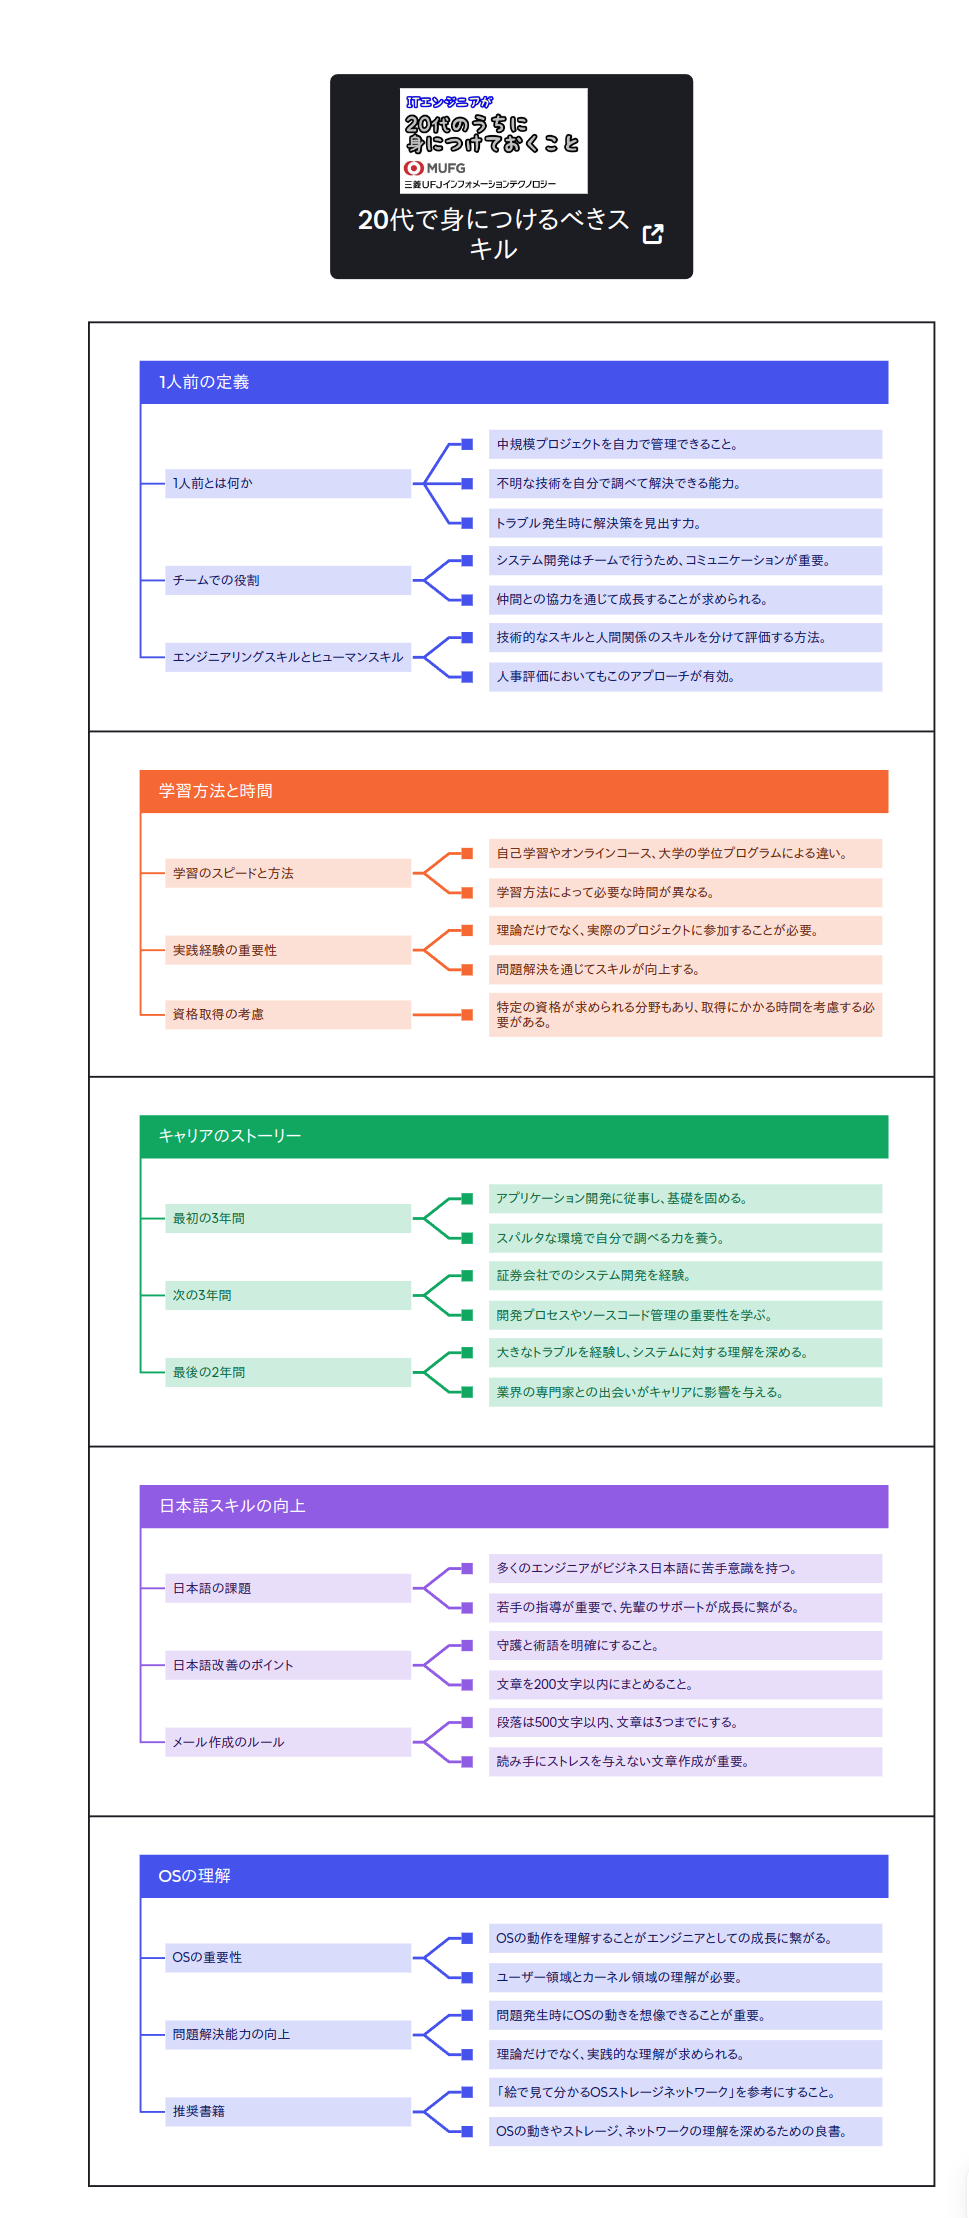 ITエンジニアが
20代のうちに
身につけておくこと
MUFG
三菱UFJインフォメーションテクノロジー
20代で身につけるべきス
キル
1人前の定義
1人前とは何か
中規模プロジェクトを自力で管理できること。
不明な技術を自分で調べて解決できる能力。
トラブル発生時に解決策を見出す力。
チームでの役割
システム開発はチームで行うため、コミュニケーションが重要。
仲間との協力を通じて成長することが求められる。
エンジニアリングスキルとヒューマンスキル
技術的なスキルと人間関係のスキルを分けて評価する方法。
人事評価においてもこのアプローチが有効。
学習方法と時間
学習のスピードと方法
自己学習やオンラインコース、大学の学位プログラムによる違い。
学習方法によって必要な時間が異なる。
実践経験の重要性
理論だけでなく、実際のプロジェクトに参加することが必要。
問題解決を通じてスキルが向上する。
資格取得の考慮
特定の資格が求められる分野もあり、取得にかかる時間を考慮する必
要がある。
キャリアのストーリー
最初の3年間
アプリケーション開発に従事し、基礎を固める。
スパルタな環境で自分で調べる力を養う。
次の3年間
証券会社でのシステム開発を経験。
開発プロセスやソースコード管理の重要性を学ぶ。
最後の2年間
大きなトラブルを経験し、システムに対する理解を深める。
業界の専門家との出会いがキャリアに影響を与える。
日本語スキルの向上
日本語の課題
多くのエンジニアがビジネス日本語に苦手意識を持つ。
若手の指導が重要で、先輩のサポートが成長に繋がる。
日本語改善のポイント
守護と術語を明確にすること。
文章を200文字以内にまとめること。
メール作成のルール
段落は500文字以内、文章は3つまでにする。
読み手にストレスを与えない文章作成が重要。
OSの理解
OSの重要性
OSの動作を理解することがエンジニアとしての成長に繋がる。
ユーザー領域とカーネル領域の理解が必要。
問題解決能力の向上
問題発生時にOSの動きを想像できることが重要。
理論だけでなく、実践的な理解が求められる。
推奨書籍
「絵で見て分かるOSストレージネットワーク」を参考にすること。
OSの動きやストレージ、ネットワークの理解を深めるための良書。